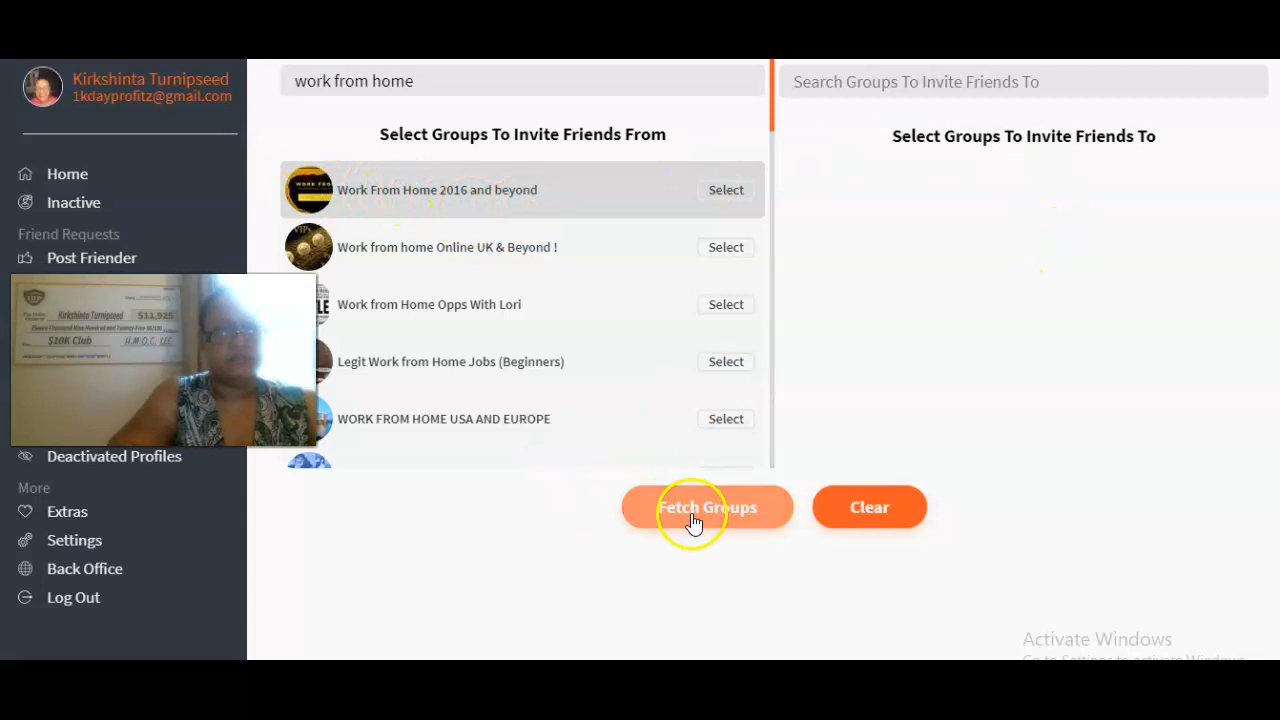 Kirkshinta Turnipseed
1kdayprofitz@gmail.com
Home
Inactive
Friend Requests
Post Friender
Kirkshinta Turnipseed $11,925
$10K Club H.M.O.C. LLC
Deactivated Profiles
More
Extras
Settings
Back Office
Log Out
work from home
Select Groups To Invite Friends From
Work From Home 2016 and beyond Select
Work from home Online UK & Beyond ! Select
Work from Home Opps With Lori Select
Legit Work from Home Jobs (Beginners) Select
WORK FROM HOME USA AND EUROPE Select
Search Groups To Invite Friends To
Select Groups To Invite Friends To
Fetch Groups
Clear
Activate Windows